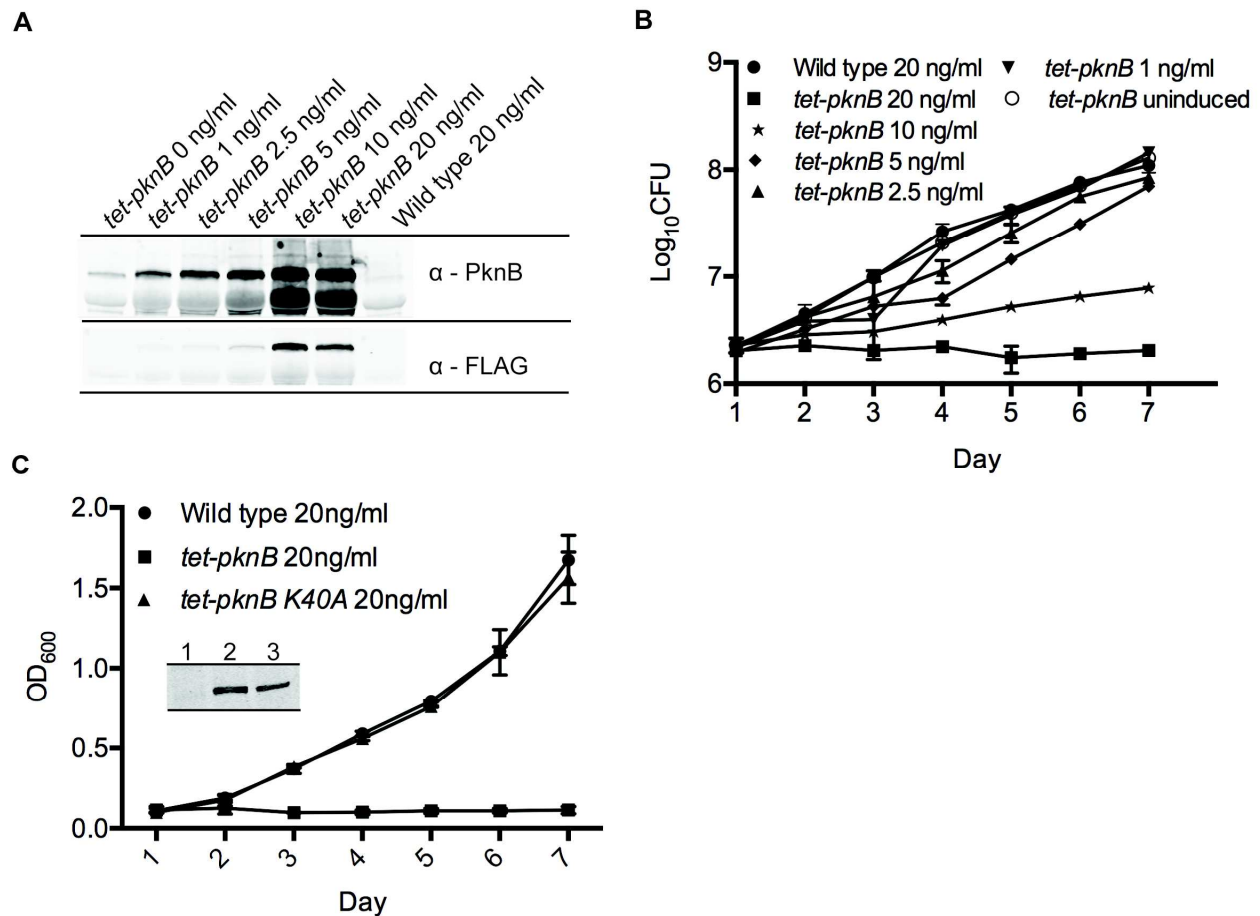 A
tet-pknB 0 ng/ml
tet-pknB 1 ng/ml
tet-pknB 2.5 ng/ml
tet-pknB 5 ng/ml
tet-pknB 10 ng/ml
tet-pknB 20 ng/ml
Wild type 20 ng/ml
α - PknB
α - FLAG
B
Wild type 20 ng/ml
tet-pknB 20 ng/ml
tet-pknB 10 ng/ml
tet-pknB 5 ng/ml
tet-pknB 2.5 ng/ml
tet-pknB 1 ng/ml
tet-pknB uninduced
Log10CFU
9
8
7
6
1 2 3 4 5 6 7
Day
C
Wild type 20ng/ml
tet-pknB 20ng/ml
tet-pknB K40A 20ng/ml
1 2 3
OD600
2.0
1.5
1.0
0.5
0.0
1 2 3 4 5 6 7
Day